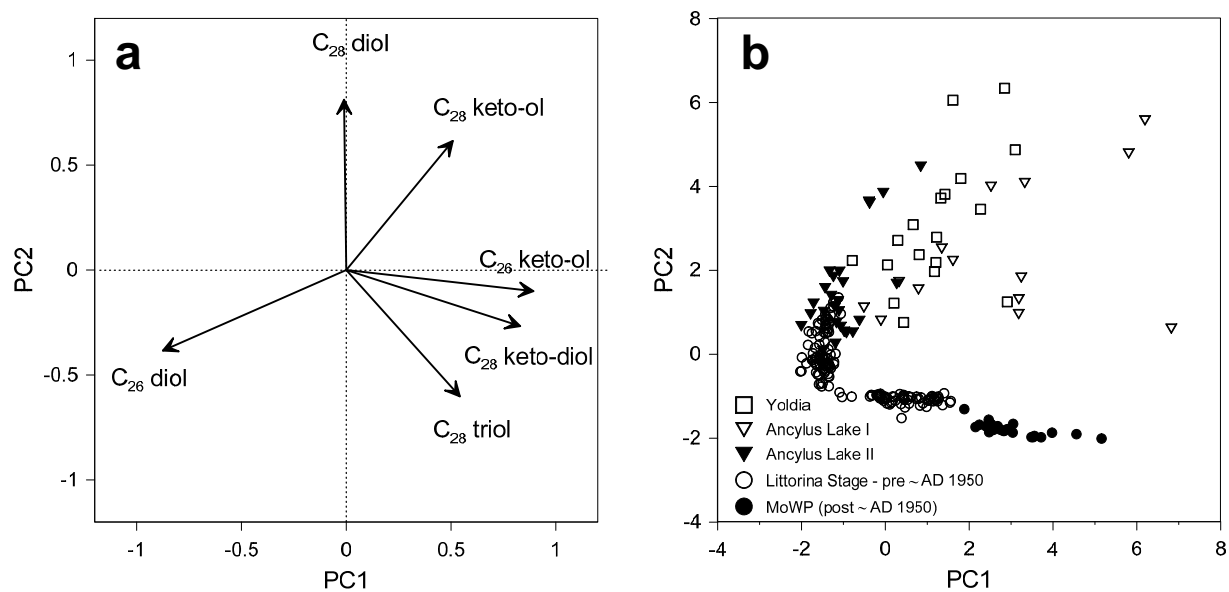 a
C28 diol
C28 keto-ol
C26 keto-ol
C28 keto-diol
C26 diol
C28 triol
PC2
1
0.5
0
-0.5
-1
-1
-0.5
0
0.5
1
PC1
b
PC2
8
6
4
2
0
-2
-4
Yoldia
Ancylus Lake I
Ancylus Lake II
Littorina Stage - pre ~ AD 1950
MoWP (post ~ AD 1950)
-4
-2
0
2
4
6
8
PC1